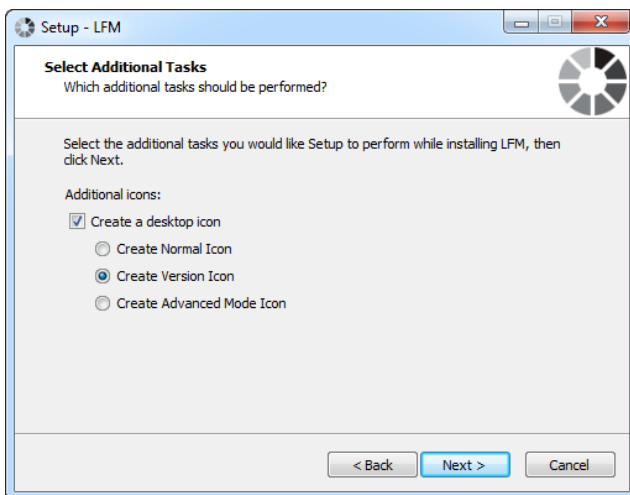 Setup - LFM
Select Additional Tasks
Which additional tasks should be performed?
Select the additional tasks you would like Setup to perform while installing LFM, then
click Next.
Additional icons:
Create a desktop icon
Create Normal Icon
Create Version Icon
Create Advanced Mode Icon
< Back Next > Cancel